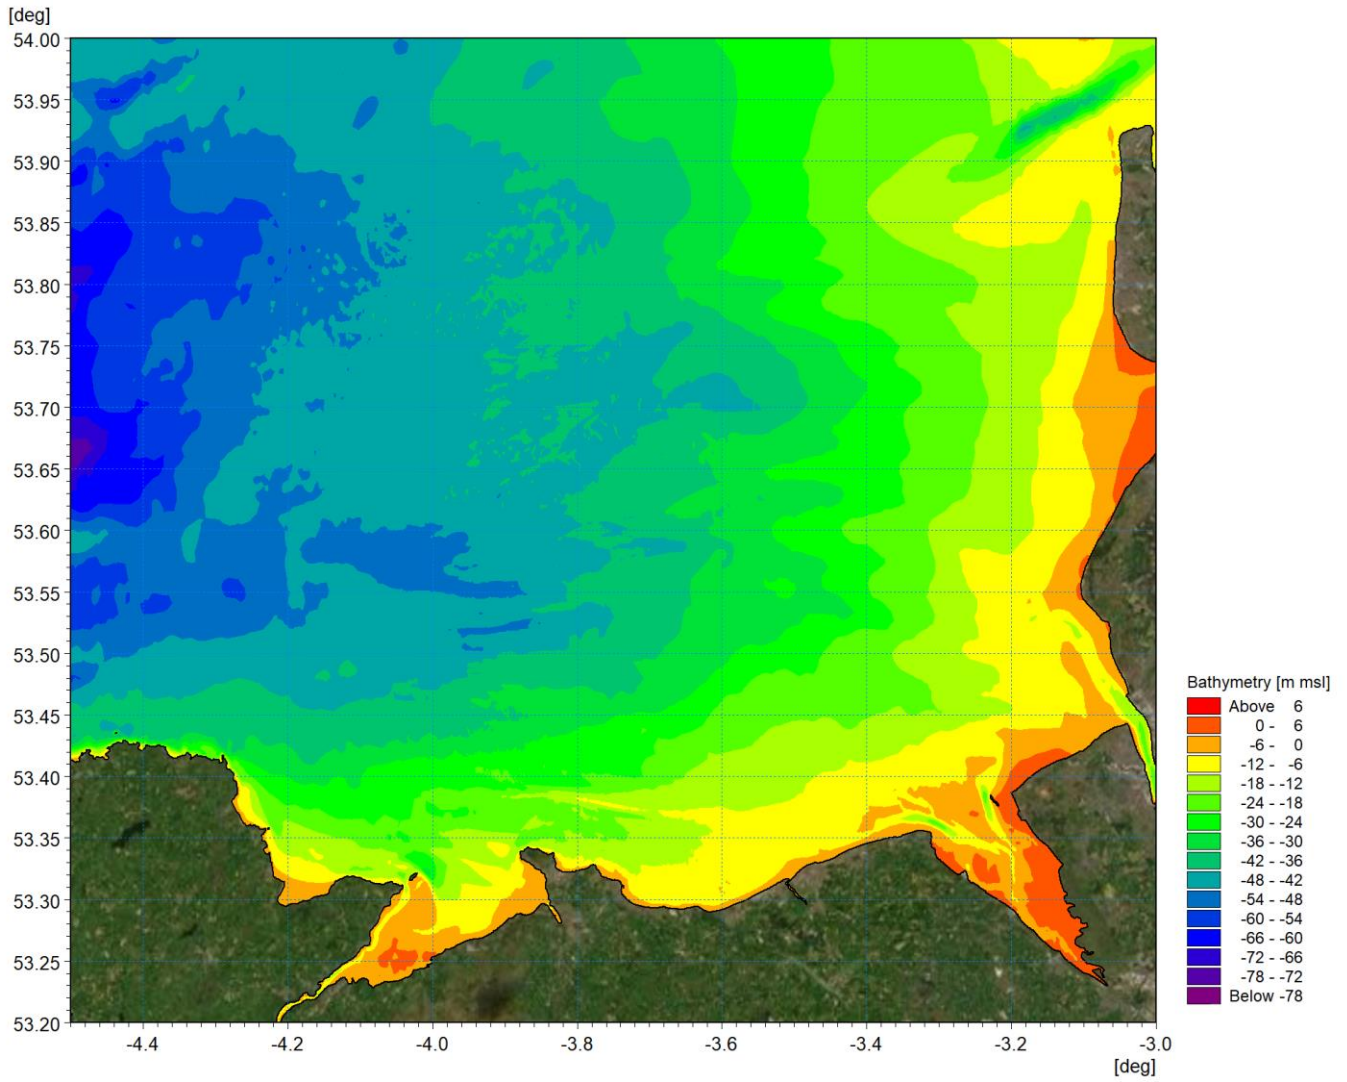 [deg]
54.00
53.95
53.90
53.85
53.80
53.75
53.70
53.65
53.60
53.55
53.50
53.45
53.40
53.35
53.30
53.25
53.20
-4.4 -4.2 -4.0 -3.8 -3.6 -3.4 -3.2 -3.0
[deg]
Bathymetry [m msl]
Above 6
0 - 6
-6 - 0
-12 - -6
-18 - -12
-24 - -18
-30 - -24
-36 - -30
-42 - -36
-48 - -42
-54 - -48
-60 - -54
-66 - -60
-72 - -66
-78 - -72
Below -78